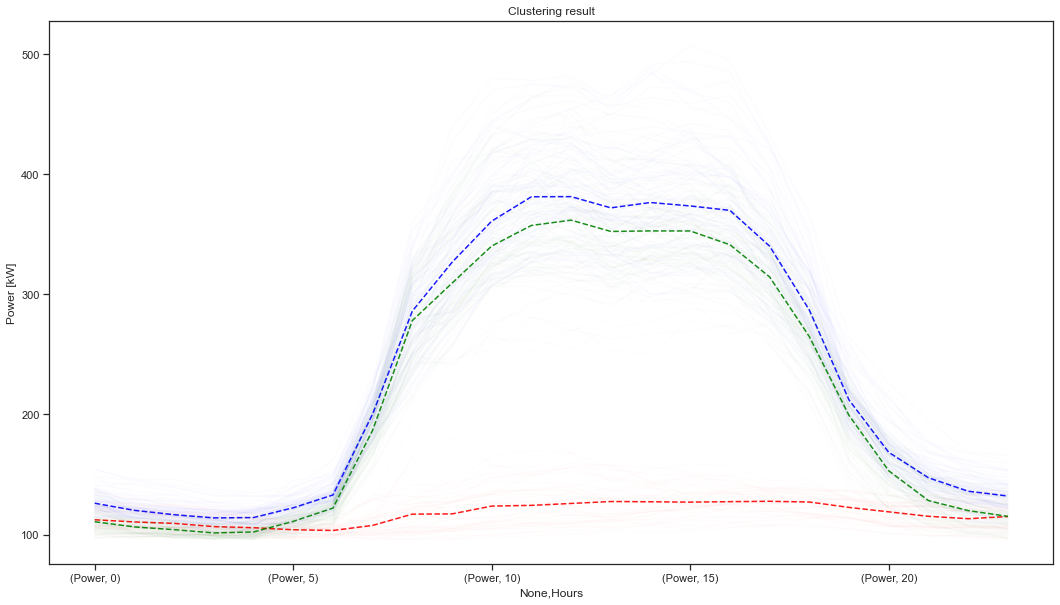 Clustering result
500
400
300
200
100
Power [kW]
(Power, 0)
(Power, 5)
(Power, 10)
(Power, 15)
(Power, 20)
None,Hours